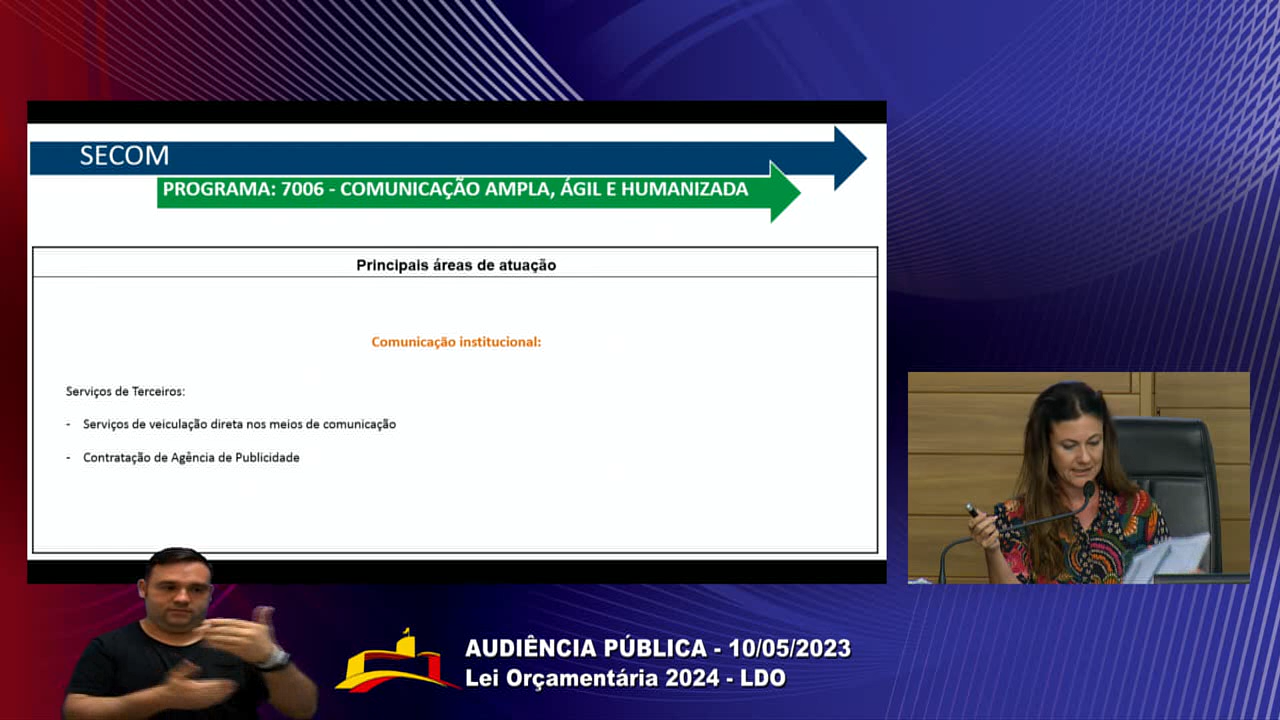 SECOM
PROGRAMA: 7006 - COMUNICAÇÃO AMPLA, ÁGIL E HUMANIZADA
Principais áreas de atuação
Comunicação institucional:
Serviços de Terceiros:
- Serviços de veiculação direta nos meios de comunicação
- Contratação de Agência de Publicidade
AUDIÊNCIA PÚBLICA - 10/05/2023
Lei Orçamentária 2024 - LDO